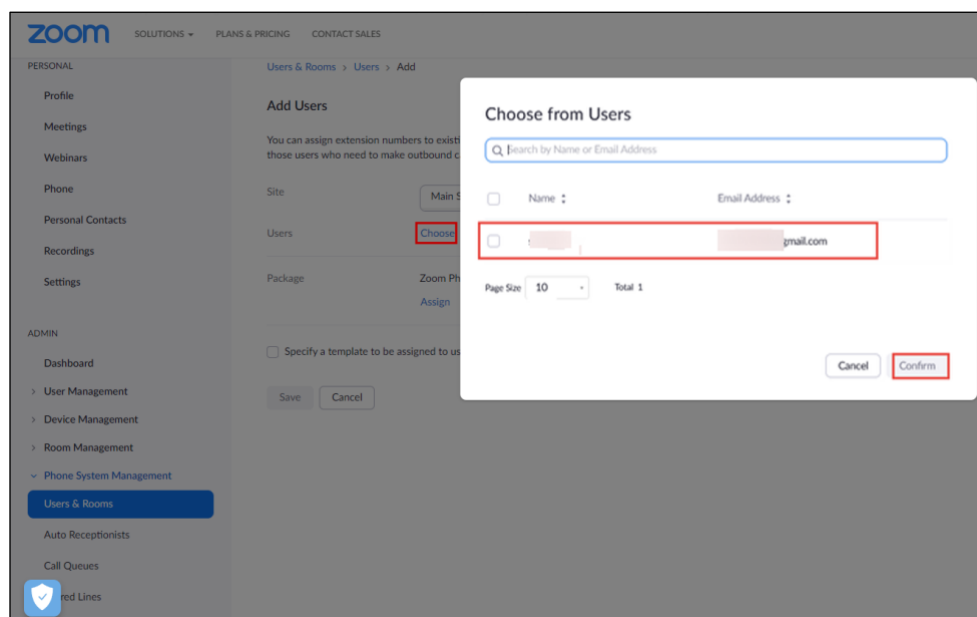 zoom SOLUTIONS PLANS & PRICING CONTACT SALES
PERSONAL
Profile
Meetings
Webinars
Phone
Personal Contacts
Recordings
Settings
ADMIN
Dashboard
User Management
Device Management
Room Management
Phone System Management
Users & Rooms
Auto Receptionists
Call Queues
red Lines
Users & Rooms > Users > Add
Add Users
You can assign extension numbers to existi
those users who need to make outbound c
Site Main S
Users Choose
Package Zoom Ph
Assign
Specify a template to be assigned to us
Save Cancel
Choose from Users
Search by Name or Email Address
Name Email Address
gmail.com
Page Size 10 Total 1
Cancel Confirm